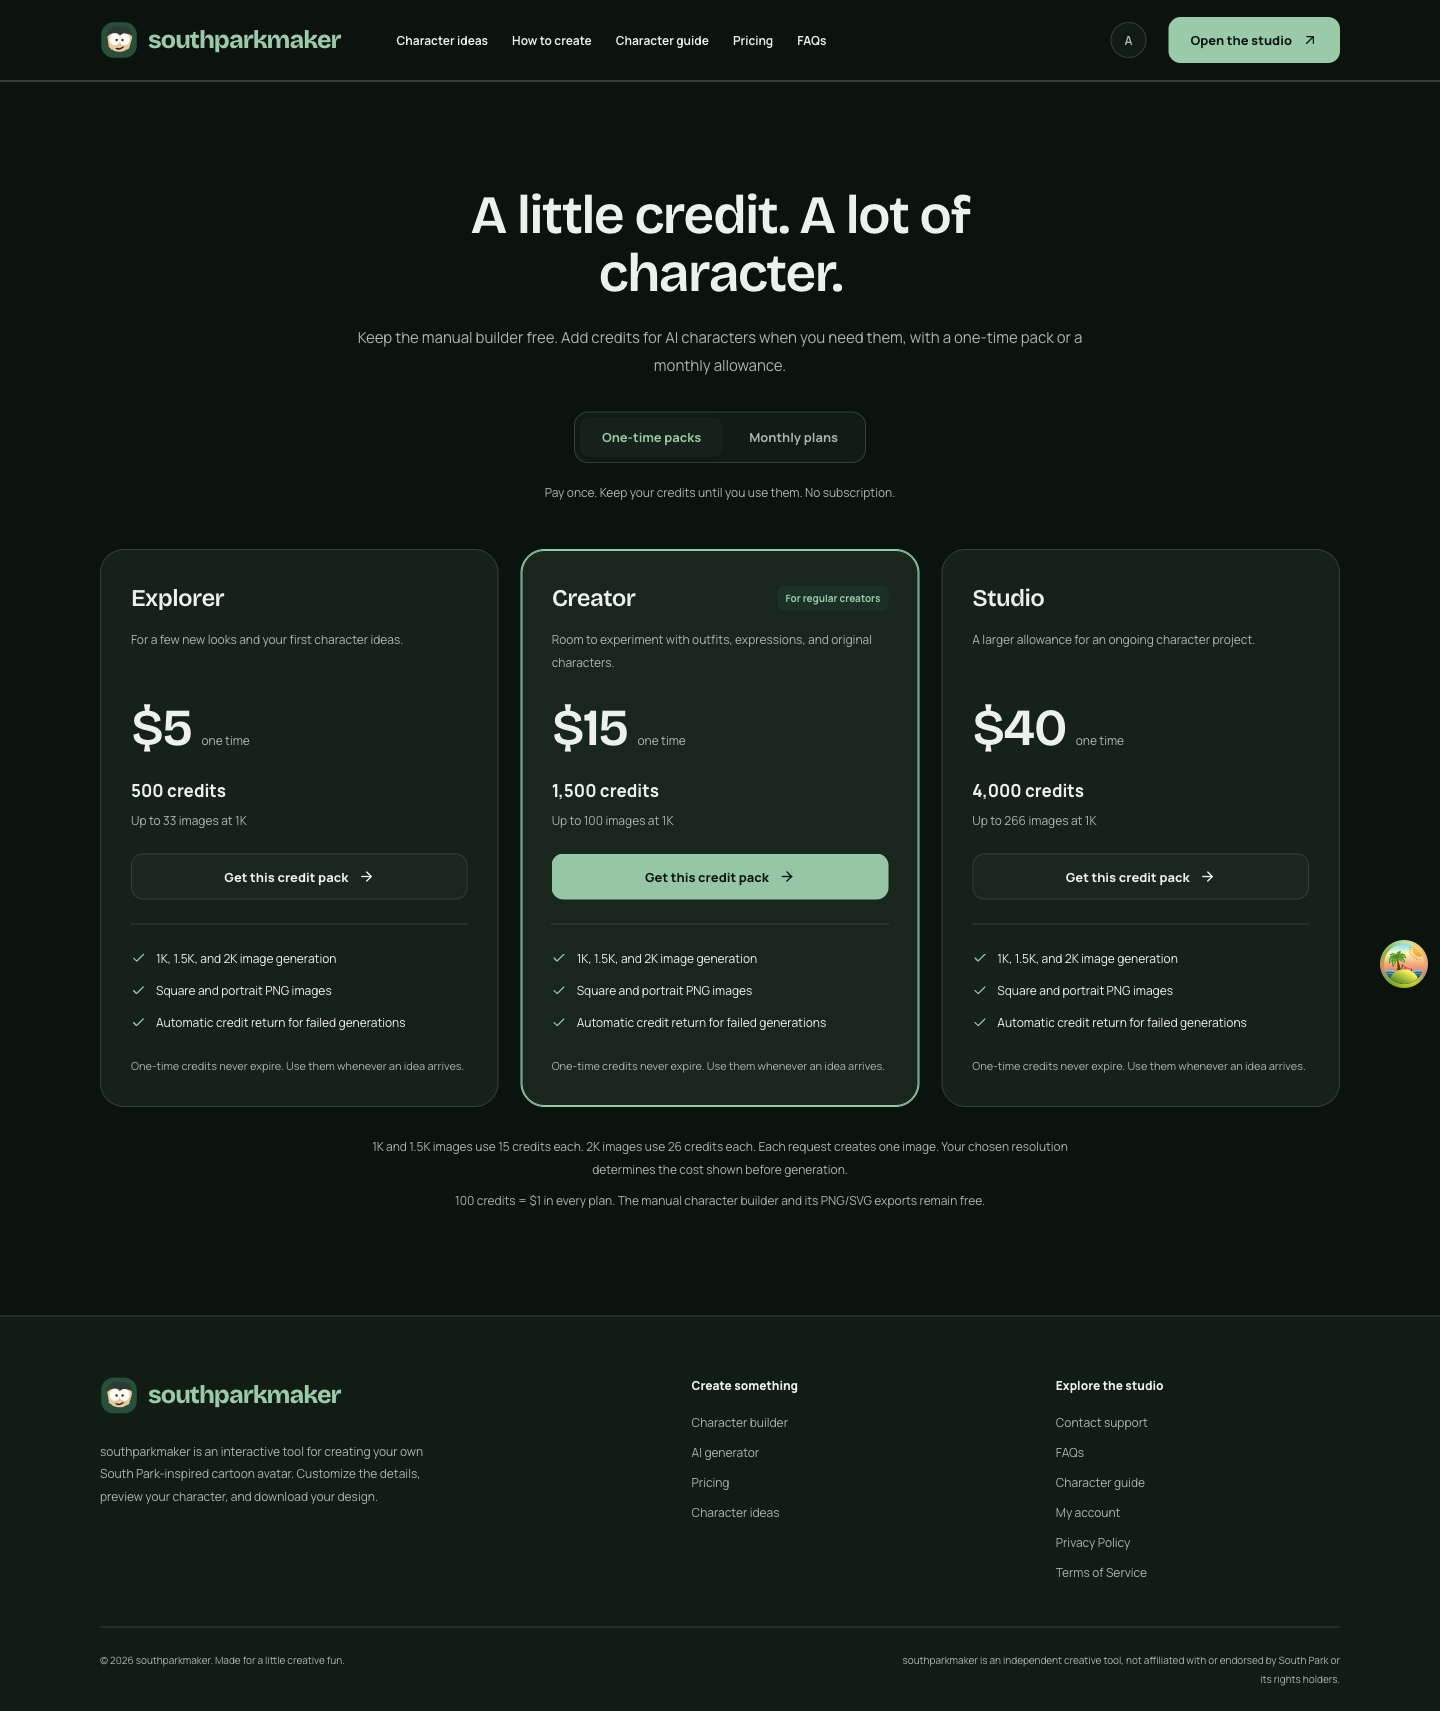 southparkmaker
Character ideas
How to create
Character guide
Pricing
FAQs
A
Open the studio
A little credit. A lot of
character.
Keep the manual builder free. Add credits for AI characters when you need them, with a one-time pack or a
monthly allowance.
One-time packs
Monthly plans
Pay once. Keep your credits until you use them. No subscription.
Explorer
For a few new looks and your first character ideas.
$5 one time
500 credits
Up to 33 images at 1K
Get this credit pack
1K, 1.5K, and 2K image generation
Square and portrait PNG images
Automatic credit return for failed generations
One-time credits never expire. Use them whenever an idea arrives.
Creator
For regular creators
Room to experiment with outfits, expressions, and original
characters.
$15 one time
1,500 credits
Up to 100 images at 1K
Get this credit pack
1K, 1.5K, and 2K image generation
Square and portrait PNG images
Automatic credit return for failed generations
One-time credits never expire. Use them whenever an idea arrives.
Studio
A larger allowance for an ongoing character project.
$40 one time
4,000 credits
Up to 266 images at 1K
Get this credit pack
1K, 1.5K, and 2K image generation
Square and portrait PNG images
Automatic credit return for failed generations
One-time credits never expire. Use them whenever an idea arrives.
1K and 1.5K images use 15 credits each. 2K images use 26 credits each. Each request creates one image. Your chosen resolution
determines the cost shown before generation.
100 credits = $1 in every plan. The manual character builder and its PNG/SVG exports remain free.
southparkmaker
southparkmaker is an interactive tool for creating your own
South Park-inspired cartoon avatar. Customize the details,
preview your character, and download your design.
Create something
Character builder
AI generator
Pricing
Character ideas
Explore the studio
Contact support
FAQs
Character guide
My account
Privacy Policy
Terms of Service
© 2026 southparkmaker. Made for a little creative fun.
southparkmaker is an independent creative tool, not affiliated with or endorsed by South Park or
its rights holders.